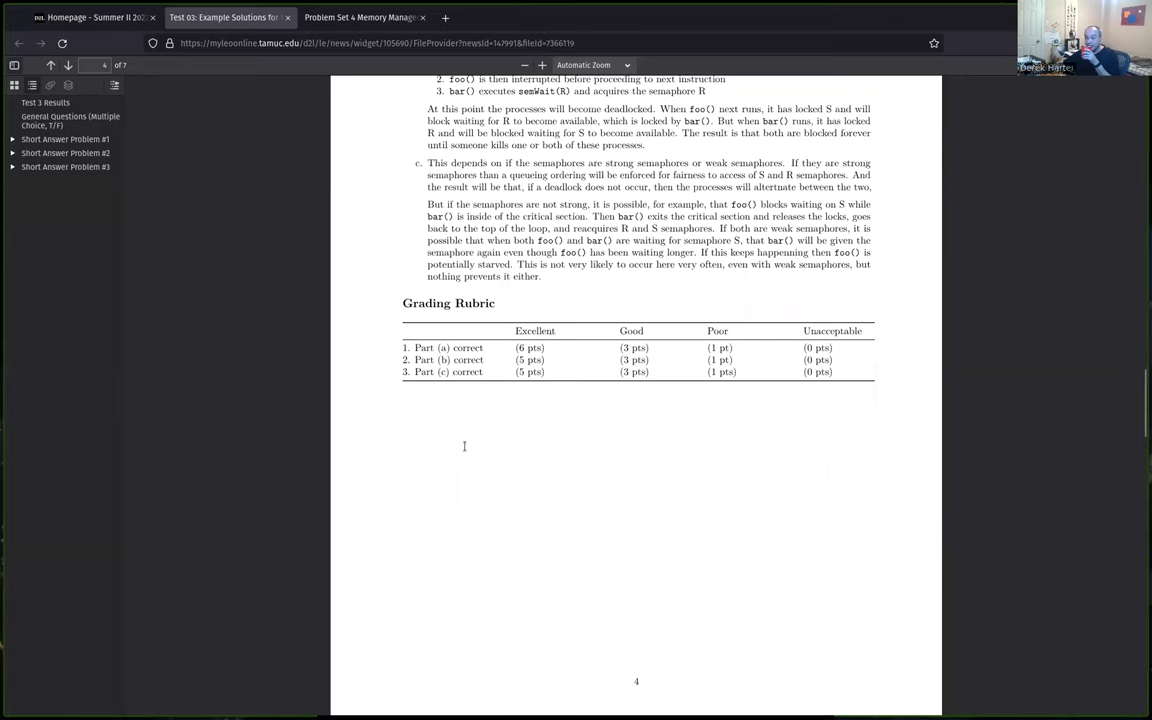 Homepage - Summer II 202
Test 03: Example Solutions for
Problem Set 4 Memory Manage
https://myleoonline.tamuc.edu/d2l/le/news/widget/105690/FileProvider?newsId=147991&fileId=7366119
4 of 7
Automatic Zoom
Derek Harter
Test 3 Results
General Questions (Multiple
Choice, T/F)
Short Answer Problem #1
Short Answer Problem #2
Short Answer Problem #3
2. foo() is then interrupted before proceeding to next instruction
3. bar() executes semWait(R) and acquires the semaphore R
At this point the processes will become deadlocked. When foo() next runs, it has locked S and will
block waiting for R to become available, which is locked by bar(). But when bar() runs, it has locked
R and will be blocked waiting for S to become available. The result is that both are blocked forever
until someone kills one or both of these processes.
c. This depends on if the semaphores are strong semaphores or weak semaphores. If they are strong
semaphores than a queueing ordering will be enforced for fairness to access of S and R semaphores. And
the result will be that, if a deadlock does not occur, then the processes will altertnate between the two,
But if the semaphores are not strong, it is possible, for example, that foo() blocks waiting on S while
bar() is inside of the critical section. Then bar() exits the critical section and releases the locks, goes
back to the top of the loop, and reacquires R and S semaphores. If both are weak semaphores, it is
possible that when both foo() and bar() are waiting for semaphore S, that bar() will be given the
semaphore again even though foo() has been waiting longer. If this keeps happenning then foo() is
potentially starved. This is not very likely to occur here very often, even with weak semaphores, but
nothing prevents it either.
Grading Rubric
Excellent Good Poor Unacceptable
1. Part (a) correct (6 pts) (3 pts) (1 pt) (0 pts)
2. Part (b) correct (5 pts) (3 pts) (1 pt) (0 pts)
3. Part (c) correct (5 pts) (3 pts) (1 pts) (0 pts)
4